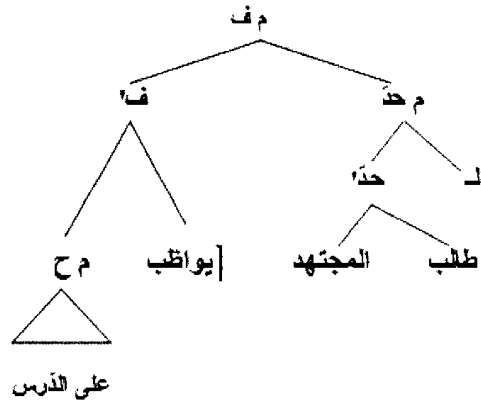 م ف
م حدّ ف'
لـ حدّ'
طالب المجتهد [يواظب م ح
على الدّرس